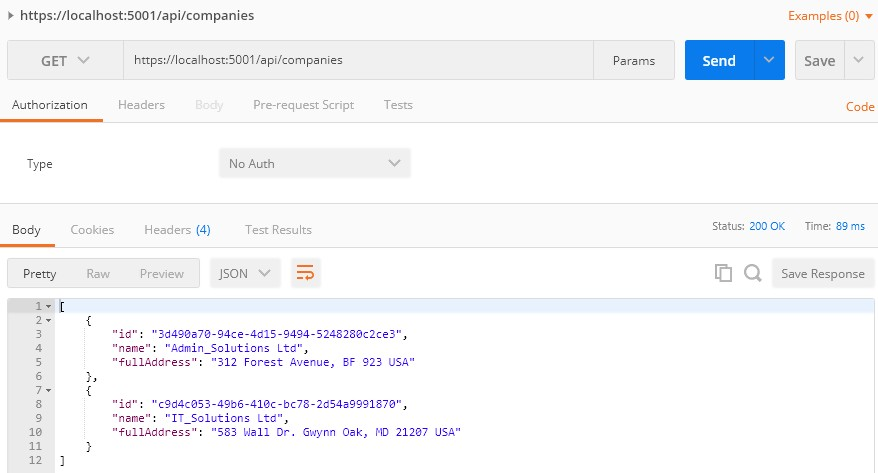 https://localhost:5001/api/companies
Examples (0)
GET
https://localhost:5001/api/companies
Params
Send
Save
Authorization
Headers
Body
Pre-request Script
Tests
Code
Type
No Auth
Body
Cookies
Headers (4)
Test Results
Status: 200 OK
Time: 89 ms
Pretty
Raw
Preview
JSON
Save Response
1 [
2 {
3 "id": "3d490a70-94ce-4d15-9494-5248280c2ce3",
4 "name": "Admin_Solutions Ltd",
5 "fullAddress": "312 Forest Avenue, BF 923 USA"
6 },
7 {
8 "id": "c9d4c053-49b6-410c-bc78-2d54a9991870",
9 "name": "IT_Solutions Ltd",
10 "fullAddress": "583 Wall Dr. Gwynn Oak, MD 21207 USA"
11 }
12 ]